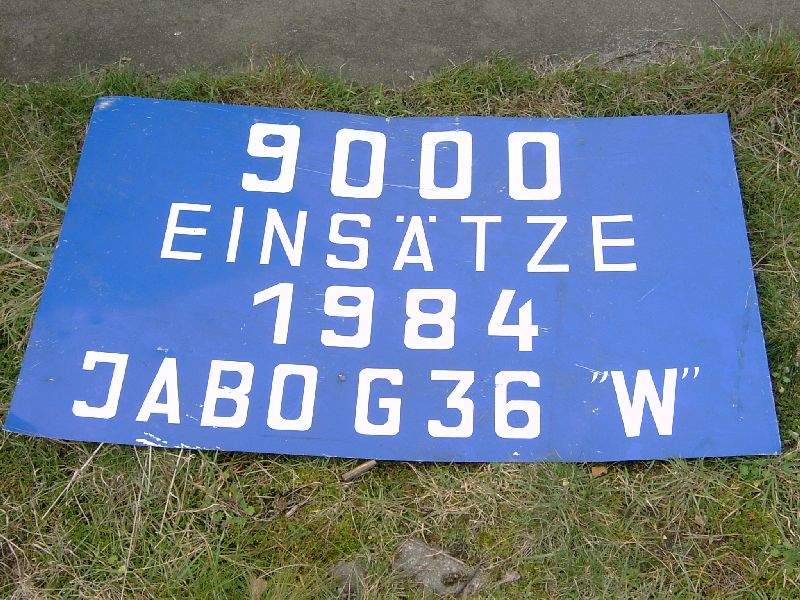 9000
EINSÄTZE
1984
JABO G36 "W"